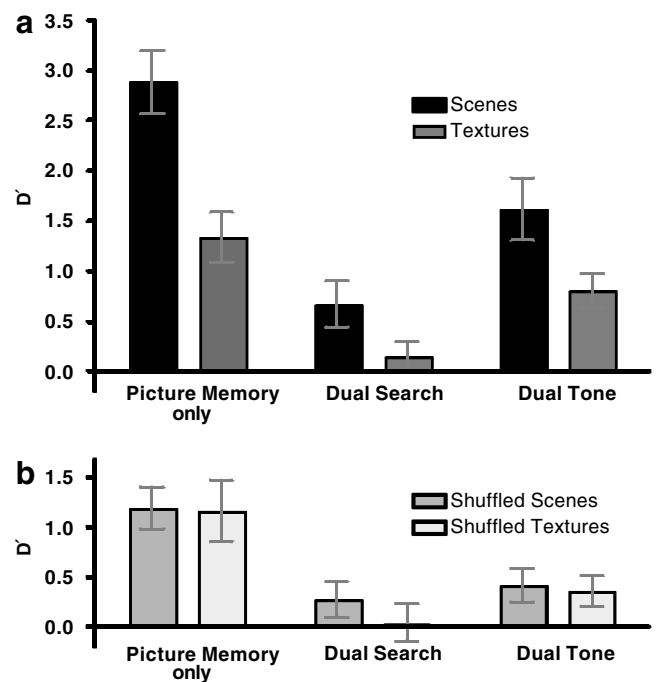 a
3.5
3.0
2.5
2.0
1.5
1.0
0.5
0.0
D´
Scenes
Textures
Picture Memory
only
Dual Search
Dual Tone
b
1.5
1.0
0.5
0.0
D´
Shuffled Scenes
Shuffled Textures
Picture Memory
only
Dual Search
Dual Tone